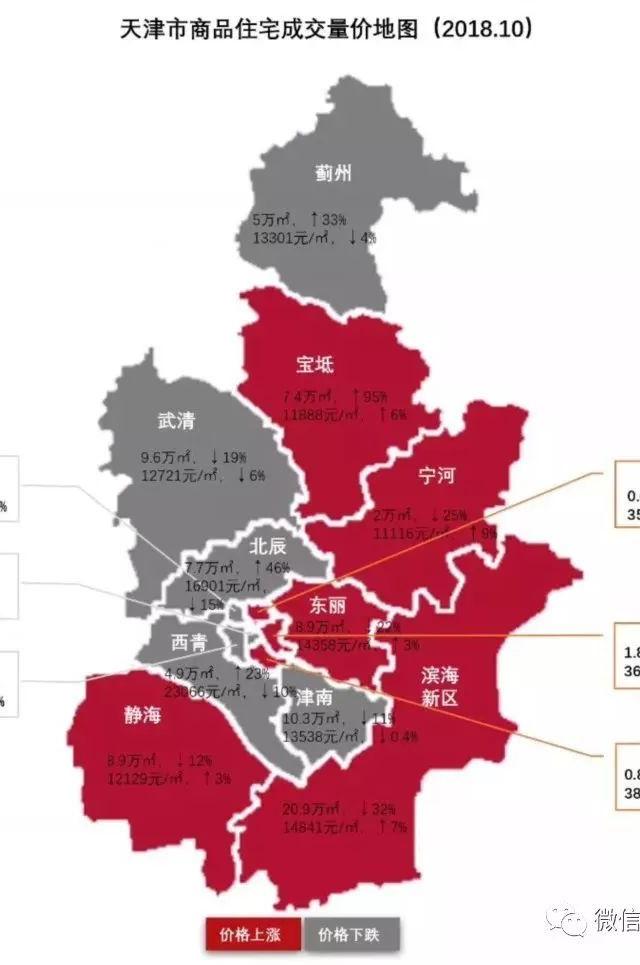 天津市商品住宅成交量价地图（2018.10）
蓟州
5万㎡，↑33%
13301元/㎡，↓4%
宝坻
7.4万㎡，↑95%
11888元/㎡，↑6%
武清
9.6万㎡，↓19%
12721元/㎡，↓6%
宁河
2万㎡，↓25%
11116元/㎡，↑9%
%
0.
35
北辰
7.7万㎡，↑46%
16901元/㎡，
↓15%
东丽
8.9万㎡，↓22%
14358元/㎡，↑3%
西青
4.9万㎡，↑23%
23066元/㎡，↓10%
1.8
36
滨海
新区
20.9万㎡，↓32%
14841元/㎡，↑7%
津南
10.3万㎡，↓11%
13538元/㎡，↓0.4%
静海
8.9万㎡，↓12%
12129元/㎡，↑3%
%
0.8
38
价格上涨
价格下跌
微信